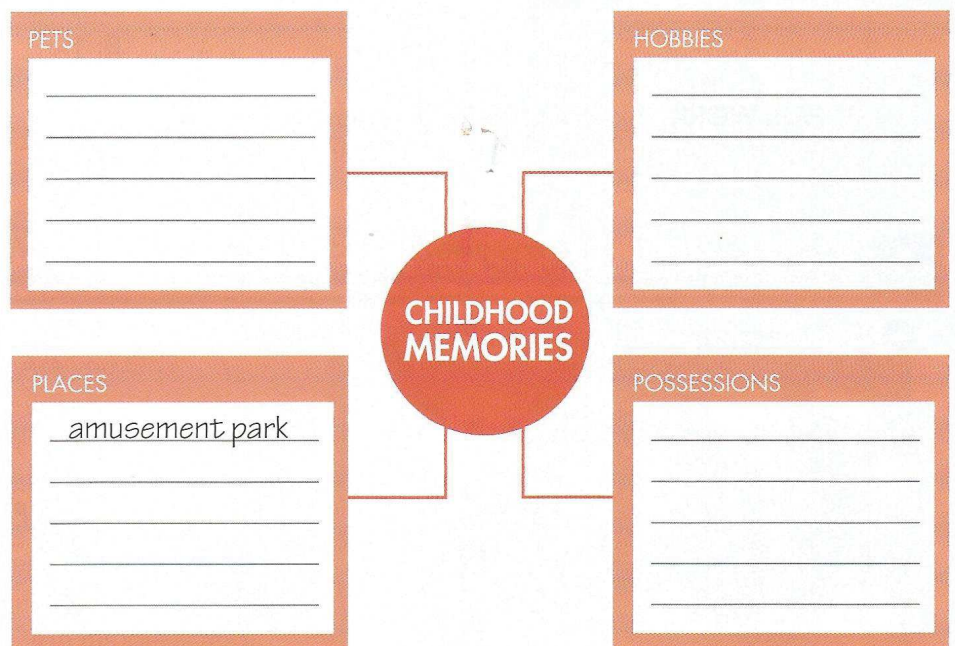 PETS
HOBBIES
CHILDHOOD
MEMORIES
PLACES
amusement park
POSSESSIONS